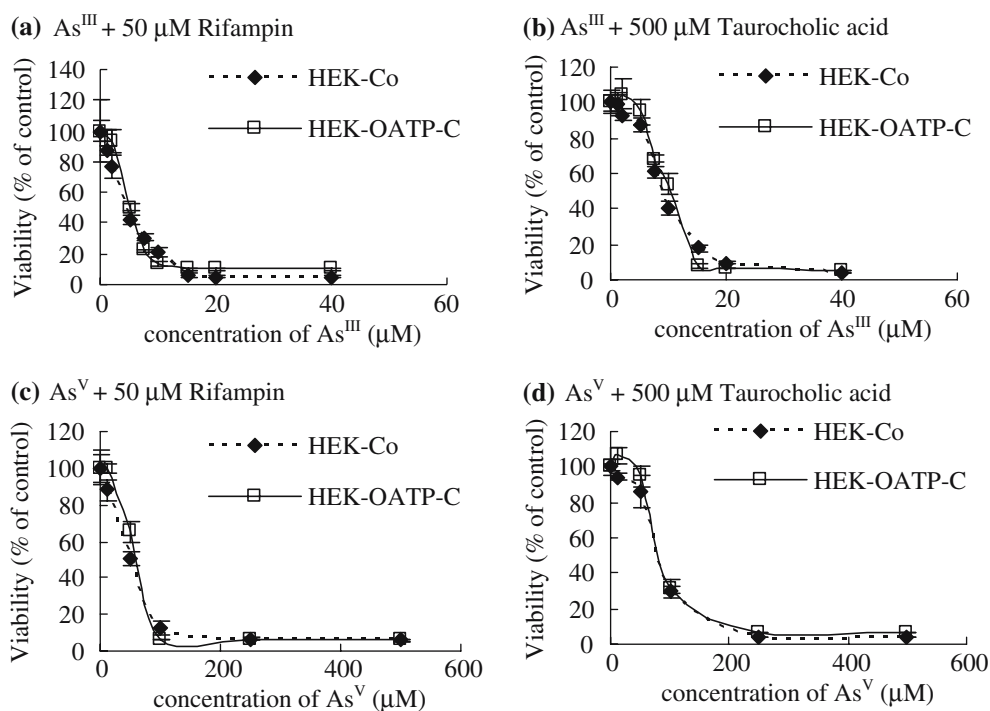 (a) As^III + 50 μM Rifampin
Viability (% of control)
140
120
100
80
60
40
20
0
HEK-Co
HEK-OATP-C
0 20 40 60
concentration of As^III (μM)
(b) As^III + 500 μM Taurocholic acid
Viability (% of control)
120
100
80
60
40
20
0
HEK-Co
HEK-OATP-C
0 20 40 60
concentration of As^III (μM)
(c) As^V + 50 μM Rifampin
Viability (% of control)
120
100
80
60
40
20
0
HEK-Co
HEK-OATP-C
0 200 400 600
concentration of As^V (μM)
(d) As^V + 500 μM Taurocholic acid
Viability (% of control)
120
100
80
60
40
20
0
HEK-Co
HEK-OATP-C
0 200 400 600
concentration of As^V (μM)